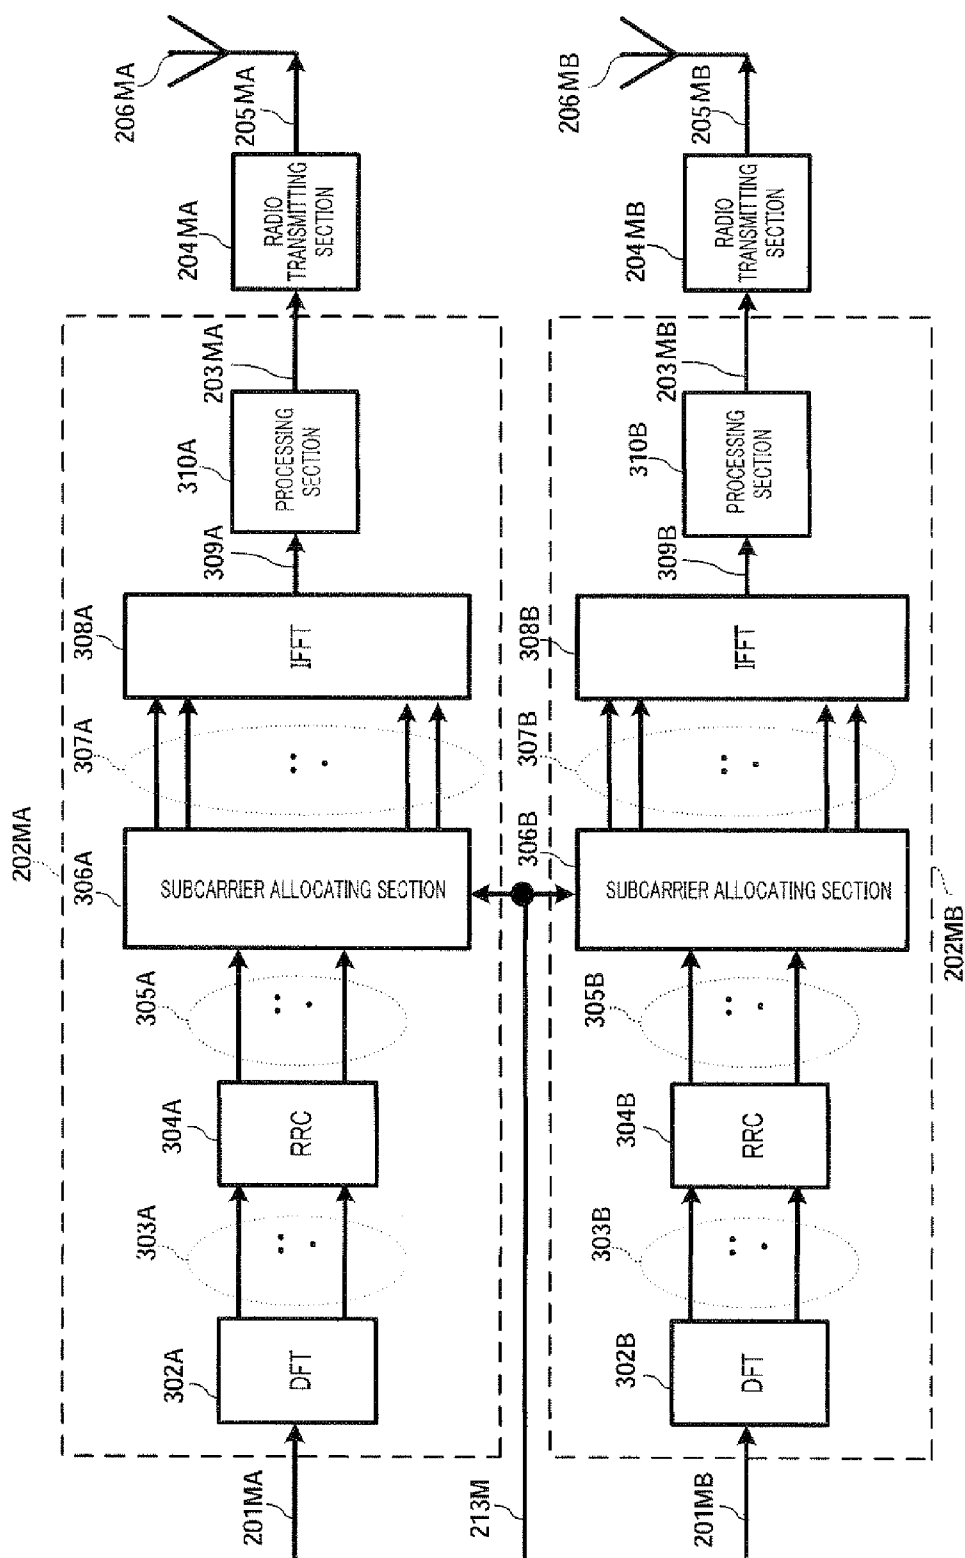 206MA
205MA
204MA
RADIO
TRANSMITTING
SECTION
203MA
310A
PROCESSING
SECTION
309A
308A
IFFT
307A
202MA
306A
SUBCARRIER ALLOCATING SECTION
305A
304A
RRC
303A
302A
DFT
201MA
213M
206MB
205MB
204MB
RADIO
TRANSMITTING
SECTION
203MB
310B
PROCESSING
SECTION
309B
308B
IFFT
307B
306B
SUBCARRIER ALLOCATING SECTION
202MB
305B
304B
RRC
303B
302B
DFT
201MB